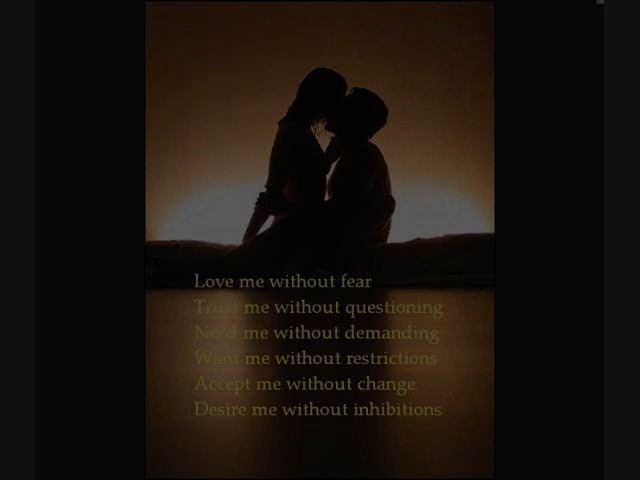 Love me without fear
Trust me without questioning
Need me without demanding
Want me without restrictions
Accept me without change
Desire me without inhibitions